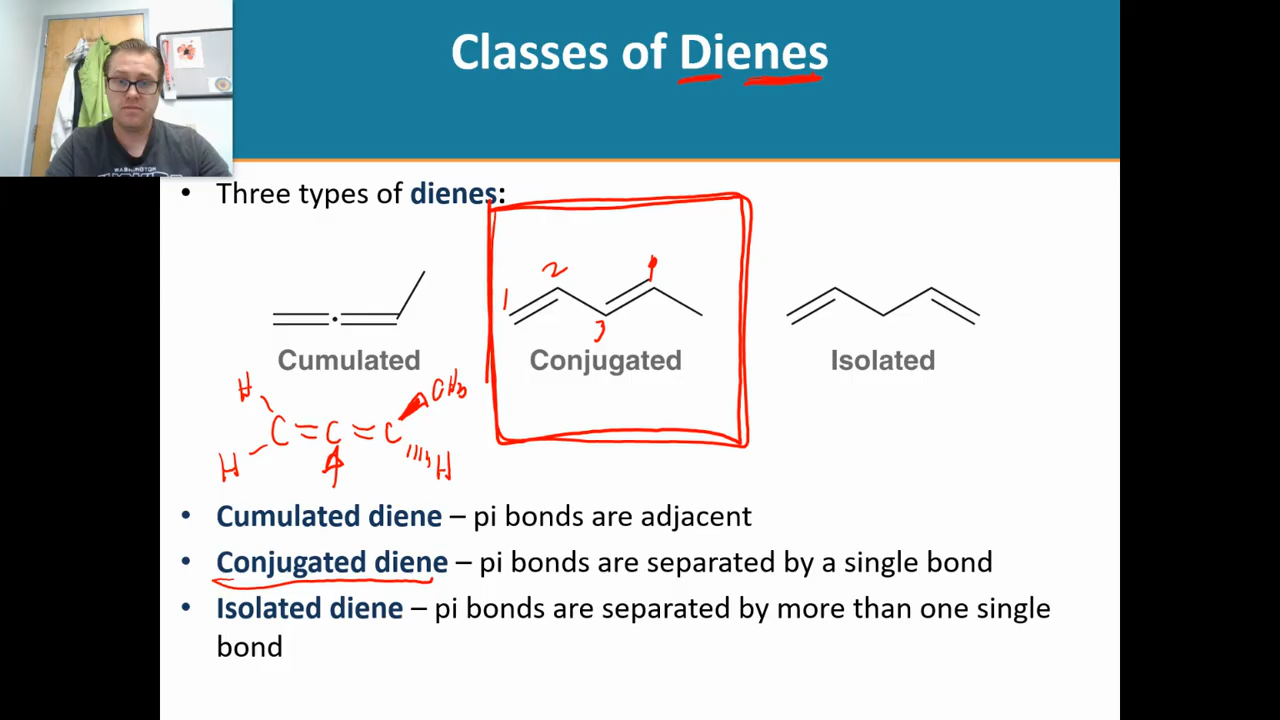 Classes of Dienes
WASHINGTON
• Three types of dienes:
1 2 3
Cumulated
Conjugated
Isolated
H CH3
C = C = C
H H
• Cumulated diene – pi bonds are adjacent
• Conjugated diene – pi bonds are separated by a single bond
• Isolated diene – pi bonds are separated by more than one single
bond